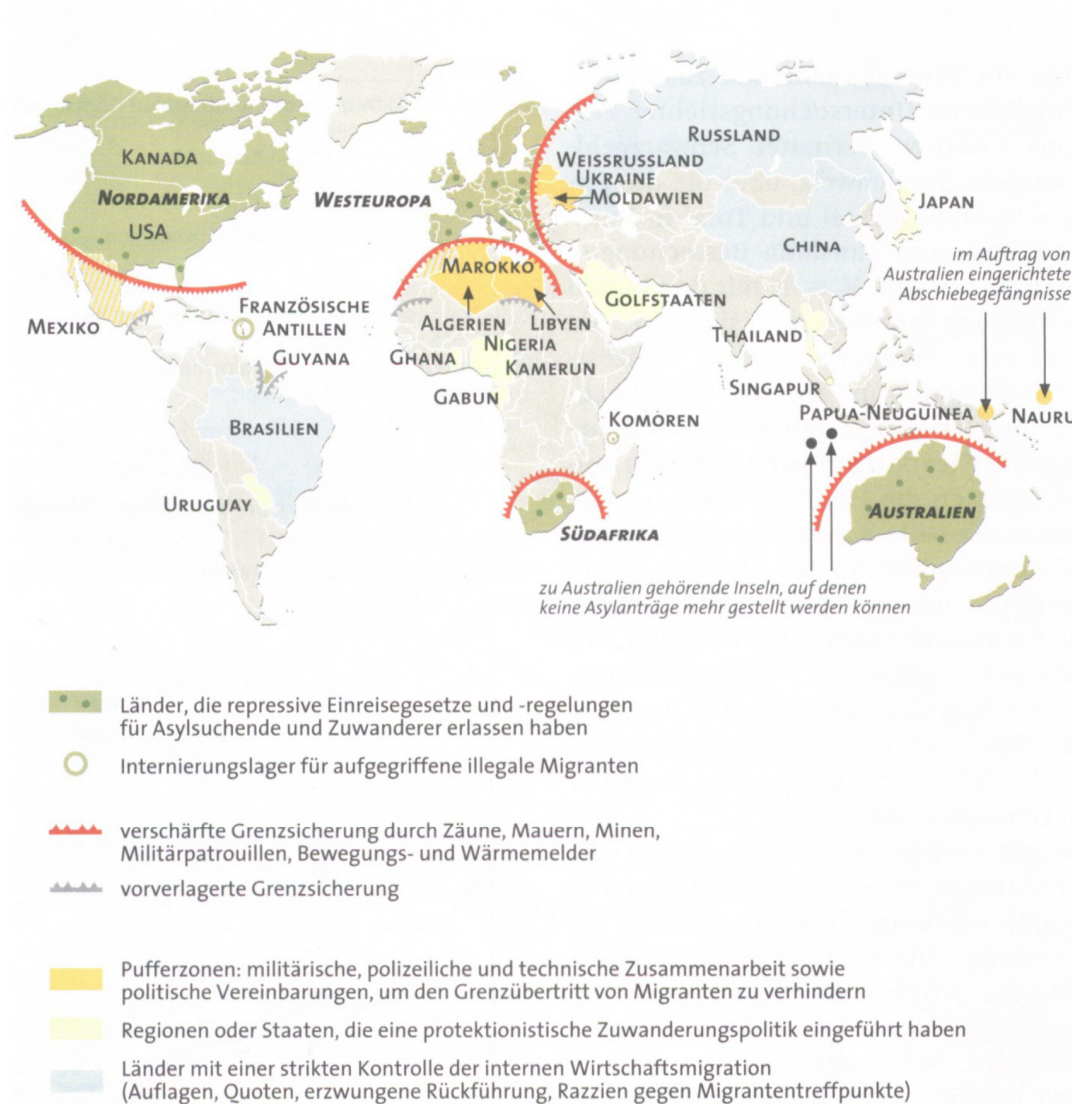 KANADA
NORDAMERIKA
USA
MEXIKO
FRANZÖSISCHE
ANTILLEN
GUYANA
BRASILIEN
URUGUAY
WESTEUROPA
RUSSLAND
WEISSRUSSLAND
UKRAINE
MOLDAWIEN
JAPAN
CHINA
MAROKKO
ALGERIEN
LIBYEN
NIGERIA
GHANA
KAMERUN
GABUN
GOLFSTAATEN
THAILAND
SINGAPUR
KOMOREN
PAPUA-NEUGUINEA
NAURU
im Auftrag von
Australien eingerichtete
Abschiebegefängnisse
SÜDAFRIKA
AUSTRALIEN
zu Australien gehörende Inseln, auf denen
keine Asylanträge mehr gestellt werden können
Länder, die repressive Einreisegesetze und -regelungen
für Asylsuchende und Zuwanderer erlassen haben
Internierungslager für aufgegriffene illegale Migranten
verschärfte Grenzsicherung durch Zäune, Mauern, Minen,
Militärpatrouillen, Bewegungs- und Wärmemelder
vorverlagerte Grenzsicherung
Pufferzonen: militärische, polizeiliche und technische Zusammenarbeit sowie
politische Vereinbarungen, um den Grenzübertritt von Migranten zu verhindern
Regionen oder Staaten, die eine protektionistische Zuwanderungspolitik eingeführt haben
Länder mit einer strikten Kontrolle der internen Wirtschaftsmigration
(Auflagen, Quoten, erzwungene Rückführung, Razzien gegen Migrantentreffpunkte)